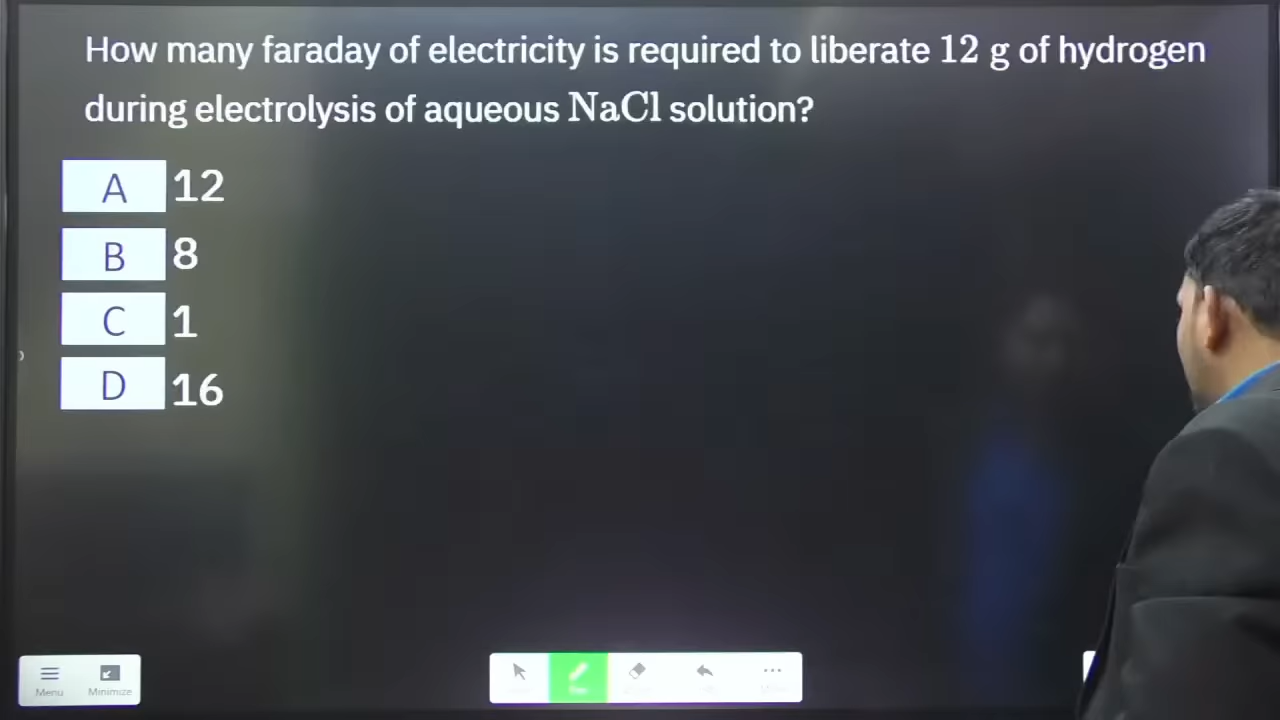 How many faraday of electricity is required to liberate 12 g of hydrogen
during electrolysis of aqueous NaCl solution?
A 12
B 8
C 1
D 16
Menu Minimize